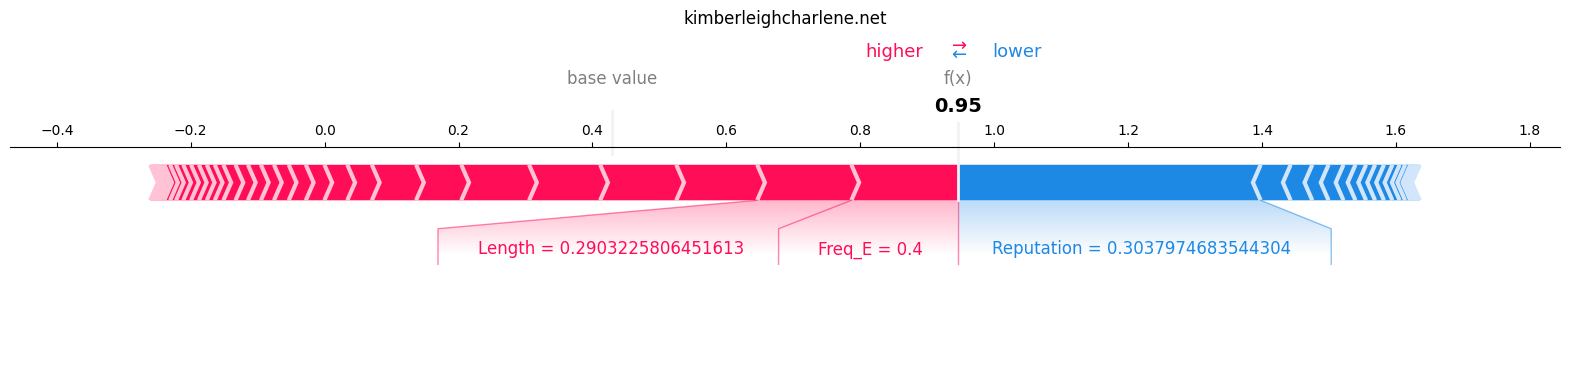 kimberleighcharlene.net
higher → ← lower
base value f(x)
0.95
−0.4 −0.2 0.0 0.2 0.4 0.6 0.8 1.0 1.2 1.4 1.6 1.8
Length = 0.2903225806451613 Freq_E = 0.4 Reputation = 0.3037974683544304